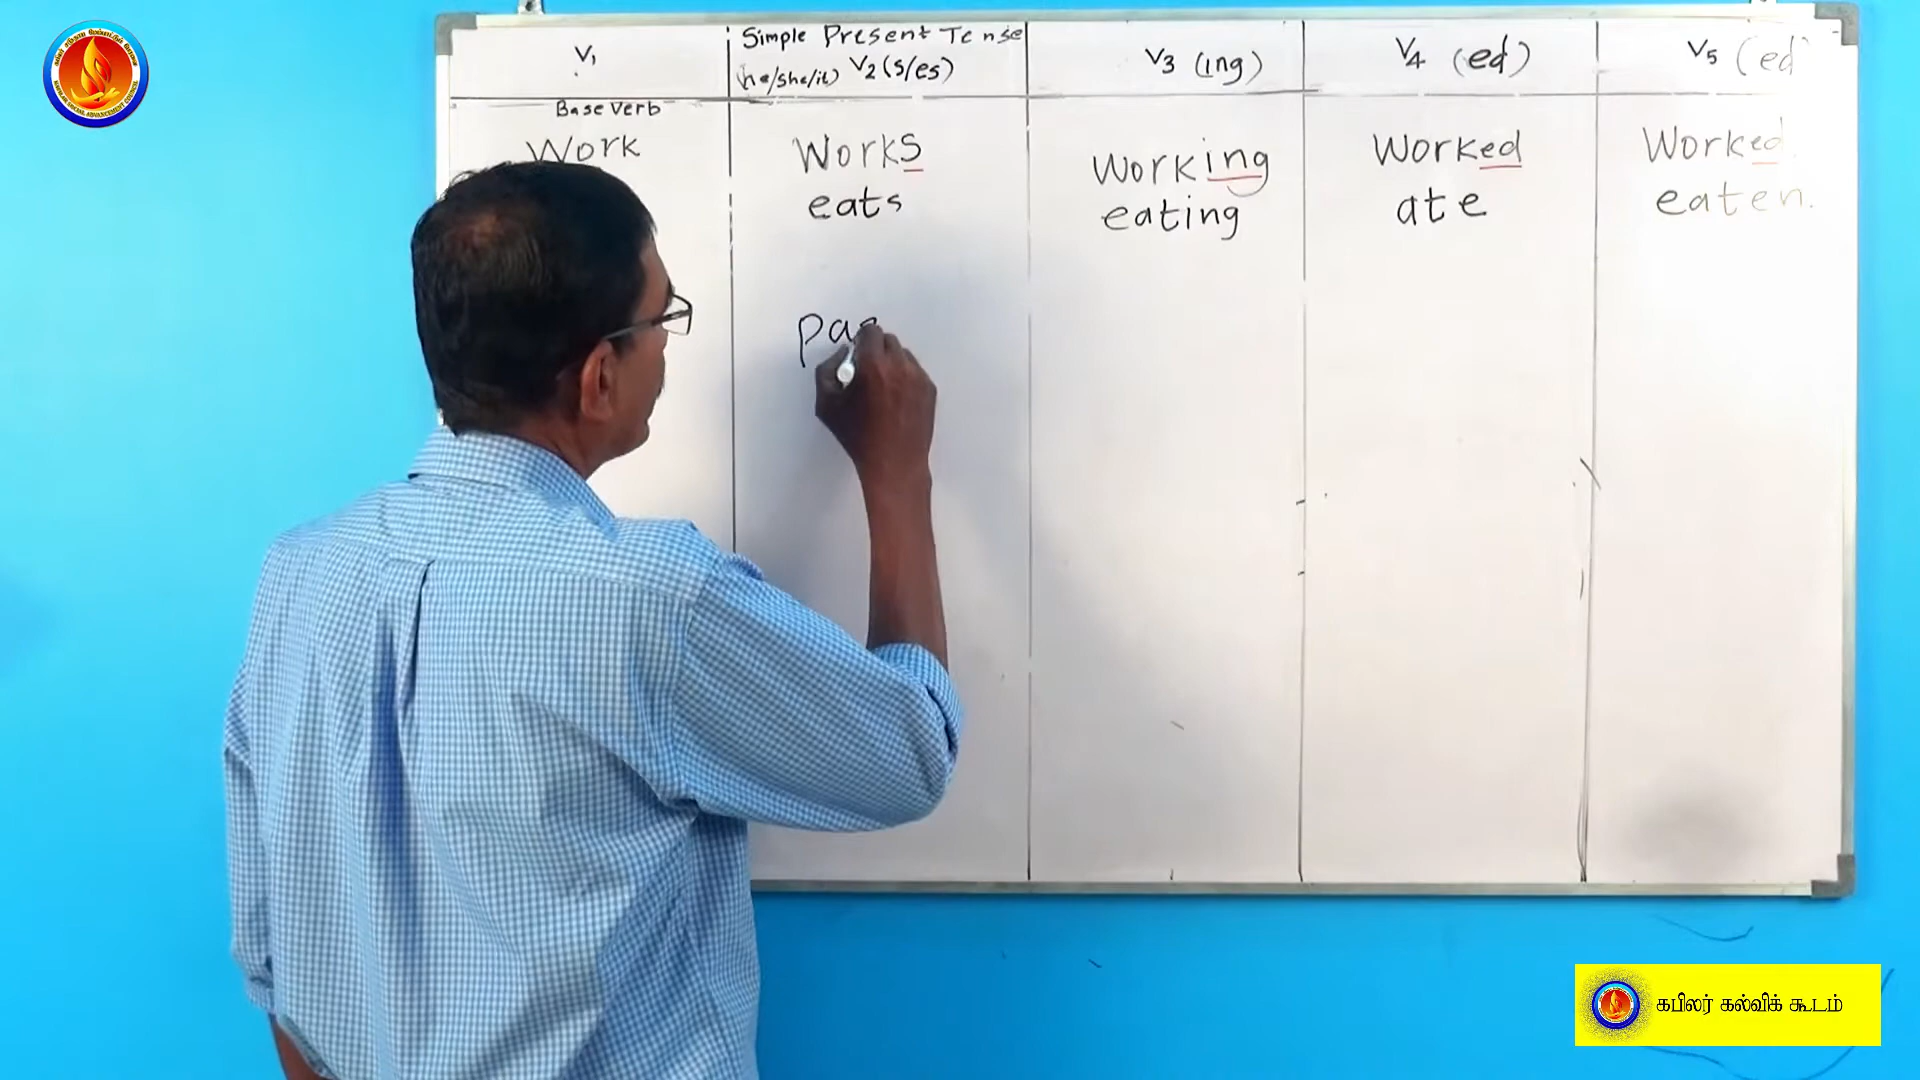 V1
Simple Present Tense
(he/she/it) V2 (s/es)
V3 (ing)
V4 (ed)
V5 (ed)
Base Verb
Work
Works
Working
Worked
Worked.
eats
eating
ate
eaten.
கபிலர் கல்விக் கூடம்